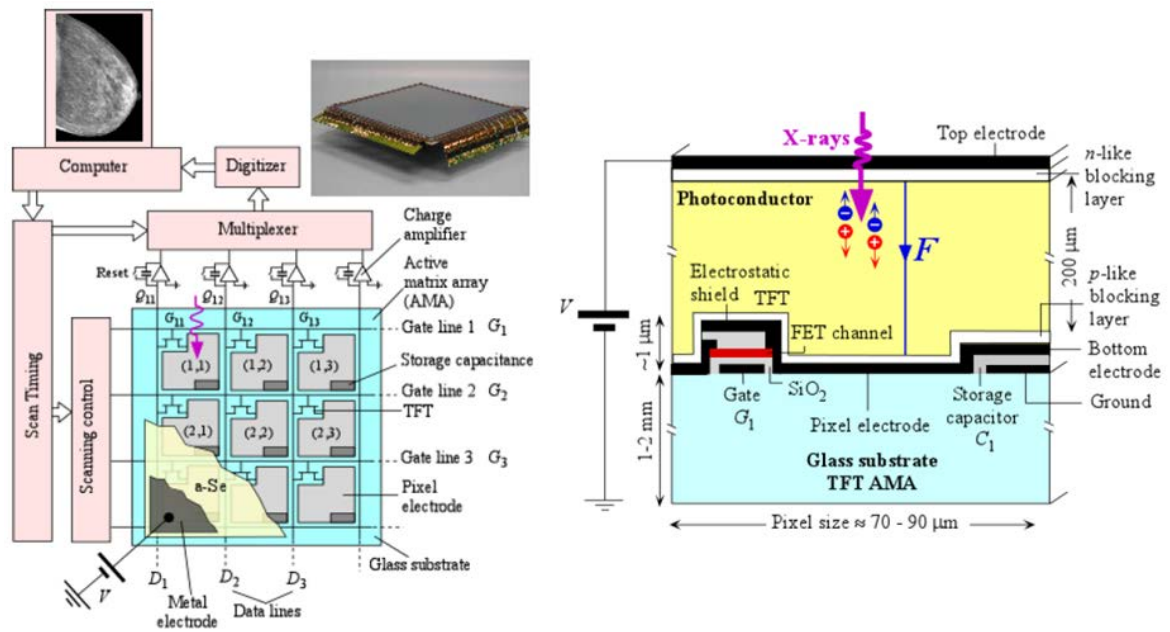 Computer
Digitizer
Multiplexer
Scan Timing
Scanning control
Reset
Charge
amplifier
Active
matrix array
(AMA)
Q11
Q12
Q13
G11
G12
G13
Gate line 1 G1
(1,1)
(1,2)
(1,3)
Storage capacitance
Gate line 2 G2
TFT
(2,1)
(2,2)
(2,3)
Gate line 3 G3
a-Se
Pixel
electrode
Glass substrate
V
D1
D2
D3
Metal
electrode
Data lines
X-rays
Top electrode
n-like
blocking
layer
Photoconductor
F
200 μm
V
Electrostatic
shield
TFT
FET channel
p-like blocking
layer
Bottom
electrode
~1 μm
Gate
G1
SiO2
Pixel electrode
Storage
capacitor
C1
Ground
1-2 mm
Glass substrate
TFT AMA
Pixel size ≈ 70 - 90 μm